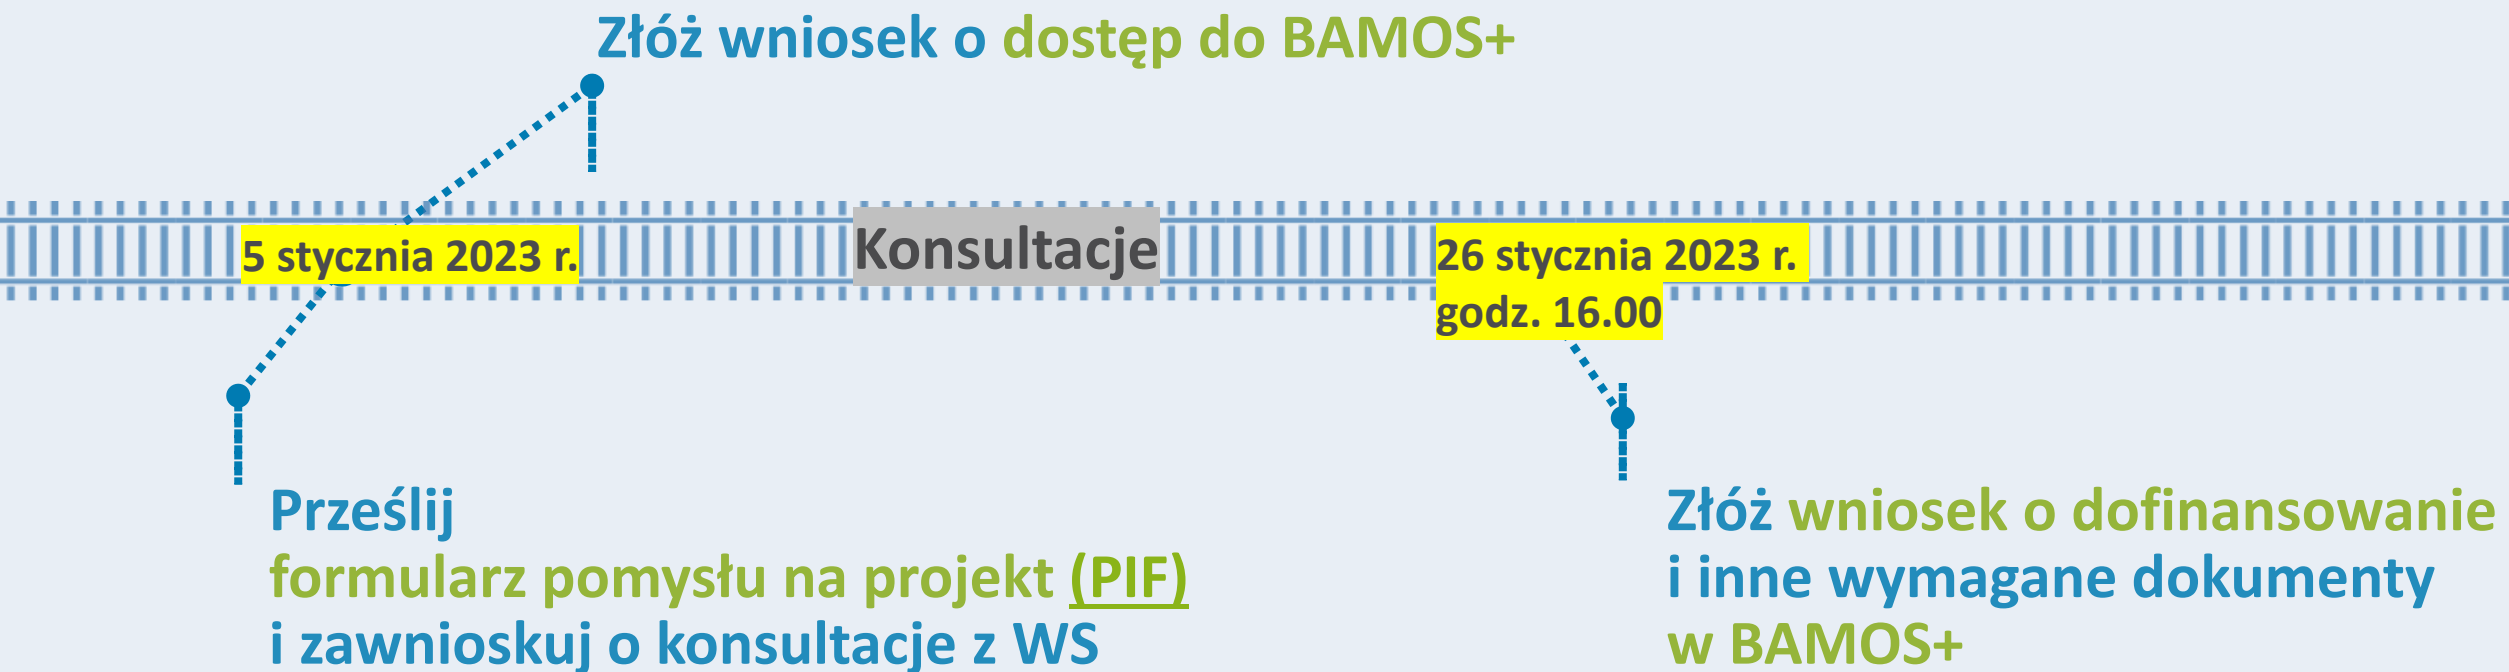 Złóż wniosek o dostęp do BAMOS+
5 stycznia 2023 r.
Konsultacje
26 stycznia 2023 r.
godz. 16.00
Prześlij
formularz pomysłu na projekt (PIF)
i zawnioskuj o konsultacje z WS
Złóż wniosek o dofinansowanie
i inne wymagane dokumenty
w BAMOS+